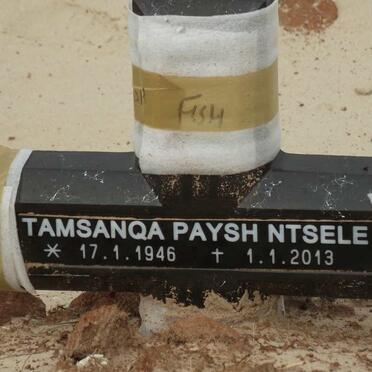 FISH
TAMSANQA PAYSH NTSELE
* 17.1.1946 † 1.1.2013